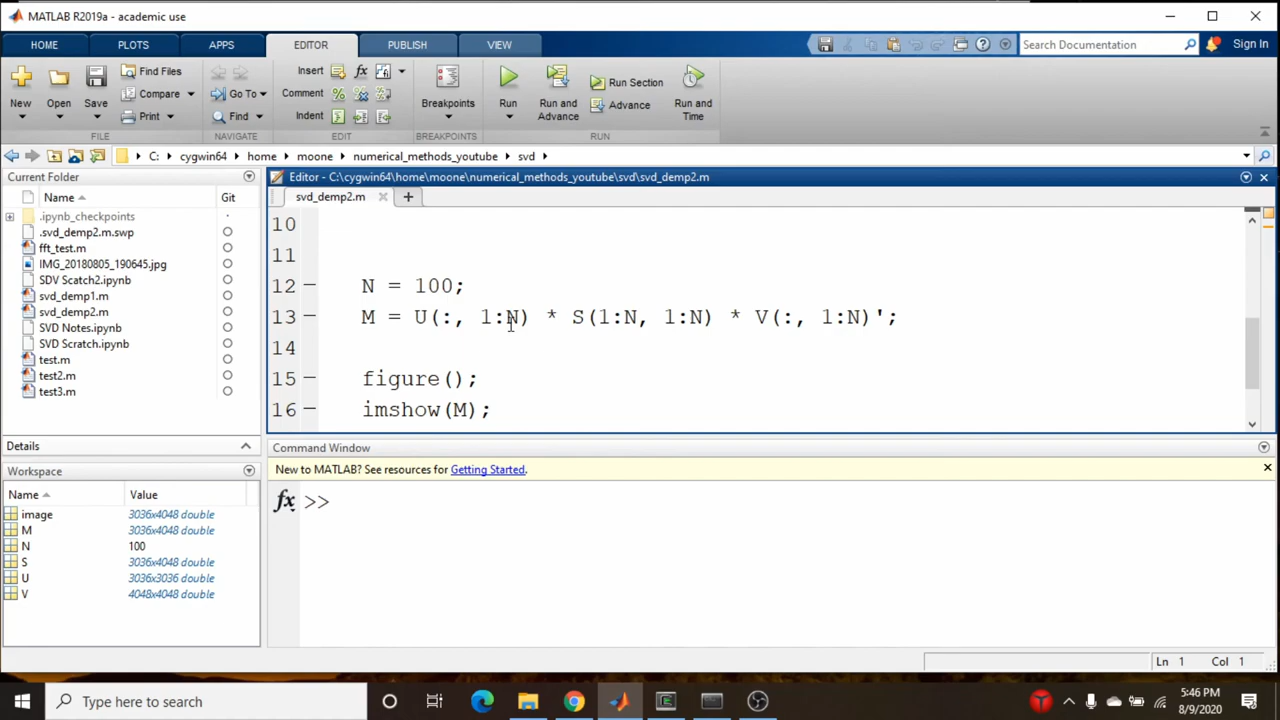 MATLAB R2019a - academic use
HOME PLOTS APPS EDITOR PUBLISH VIEW Search Documentation Sign In
New Open Save Find Files Compare Print Go To Find Insert fx Comment % % % Indent Breakpoints Run Run and Advance Run Section Advance Run and Time
FILE NAVIGATE EDIT BREAKPOINTS RUN
C: cygwin64 home moone numerical_methods_youtube svd
Current Folder
Name Git
.ipynb_checkpoints
.svd_demp2.m.swp
fft_test.m
IMG_20180805_190645.jpg
SDV Scatch2.ipynb
svd_demp1.m
svd_demp2.m
SVD Notes.ipynb
SVD Scratch.ipynb
test.m
test2.m
test3.m
Details
Workspace
Name Value
image 3036x4048 double
M 3036x4048 double
N 100
S 3036x4048 double
U 3036x3036 double
V 4048x4048 double
Editor - C:\cygwin64\home\moone\numerical_methods_youtube\svd\svd_demp2.m
svd_demp2.m
10
11
12 N = 100;
13 M = U(:, 1:N) * S(1:N, 1:N) * V(:, 1:N)';
14
15 figure();
16 imshow(M);
Command Window
New to MATLAB? See resources for Getting Started.
fx >>
Ln 1 Col 1
Type here to search
5:46 PM
8/9/2020